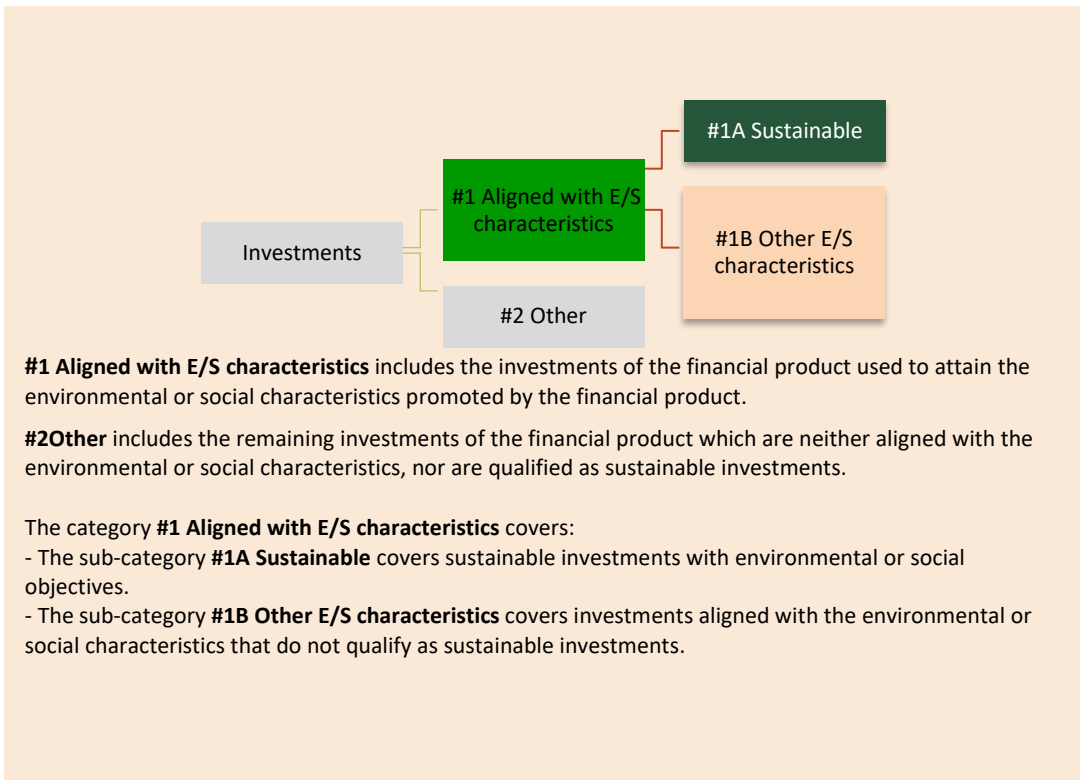 #1A Sustainable
#1 Aligned with E/S
characteristics
Investments
#1B Other E/S
characteristics
#2 Other
#1 Aligned with E/S characteristics includes the investments of the financial product used to attain the
environmental or social characteristics promoted by the financial product.
#2Other includes the remaining investments of the financial product which are neither aligned with the
environmental or social characteristics, nor are qualified as sustainable investments.
The category #1 Aligned with E/S characteristics covers:
- The sub-category #1A Sustainable covers sustainable investments with environmental or social
objectives.
- The sub-category #1B Other E/S characteristics covers investments aligned with the environmental or
social characteristics that do not qualify as sustainable investments.